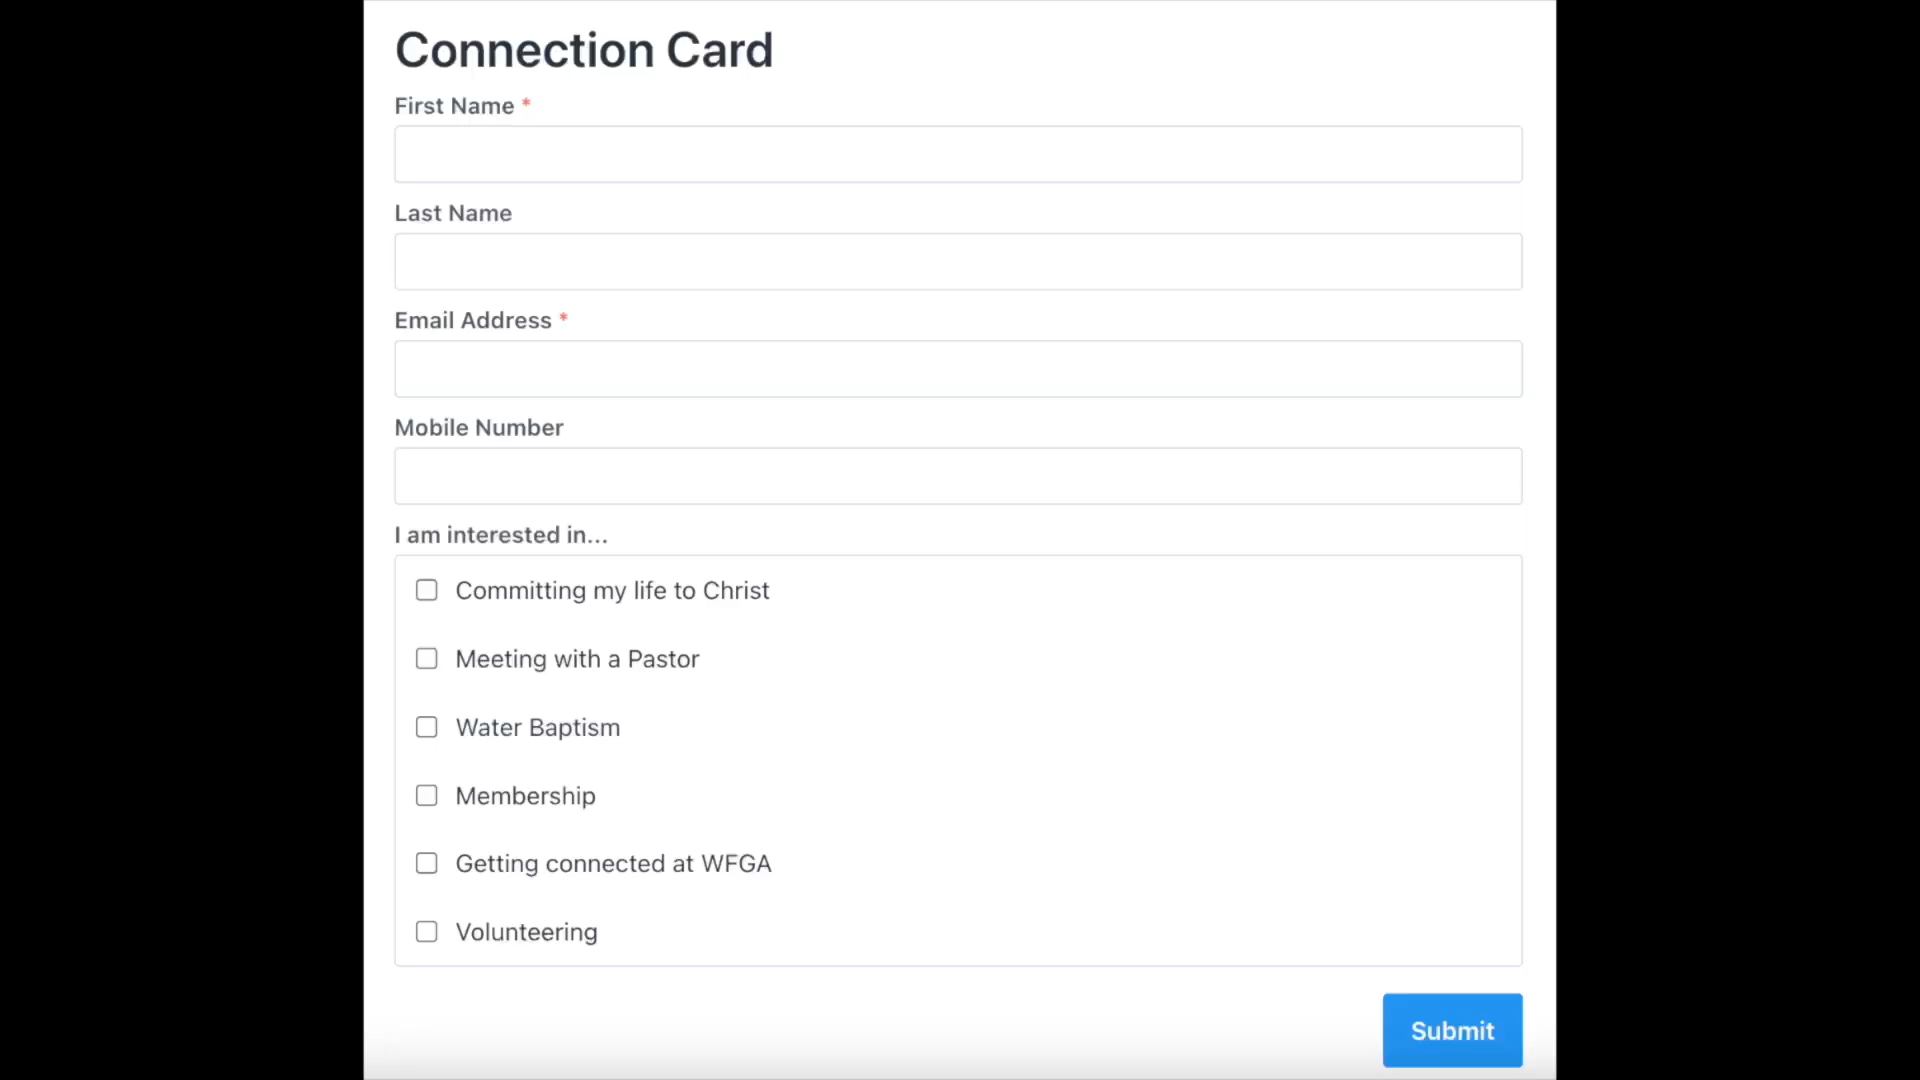 Connection Card
First Name *
Last Name
Email Address *
Mobile Number
I am interested in...
Committing my life to Christ
Meeting with a Pastor
Water Baptism
Membership
Getting connected at WFGA
Volunteering
Submit